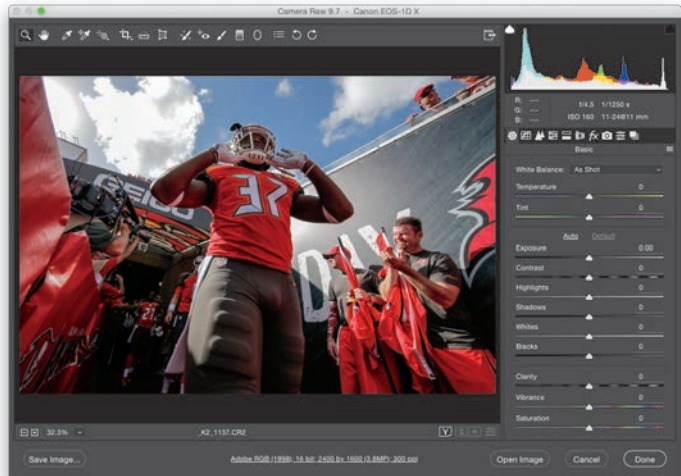 Camera Raw 9.7 - Canon EOS-1D X
R: ---
G: ---
B: ---
f/4.5 1/1250 s
ISO 160 11-24@11 mm
Basic
White Balance: As Shot
Temperature 0
Tint 0
Auto Default
Exposure 0.00
Contrast 0
Highlights 0
Shadows 0
Whites 0
Blacks 0
Clarity 0
Vibrance 0
Saturation 0
GEICO
37
21
DIV
32.3%
_K2_1137.CR2
Y
Save Image...
Adobe RGB (1998); 16 bit; 2400 by 1600 (3.8MP); 300 ppi
Open Image
Cancel
Done